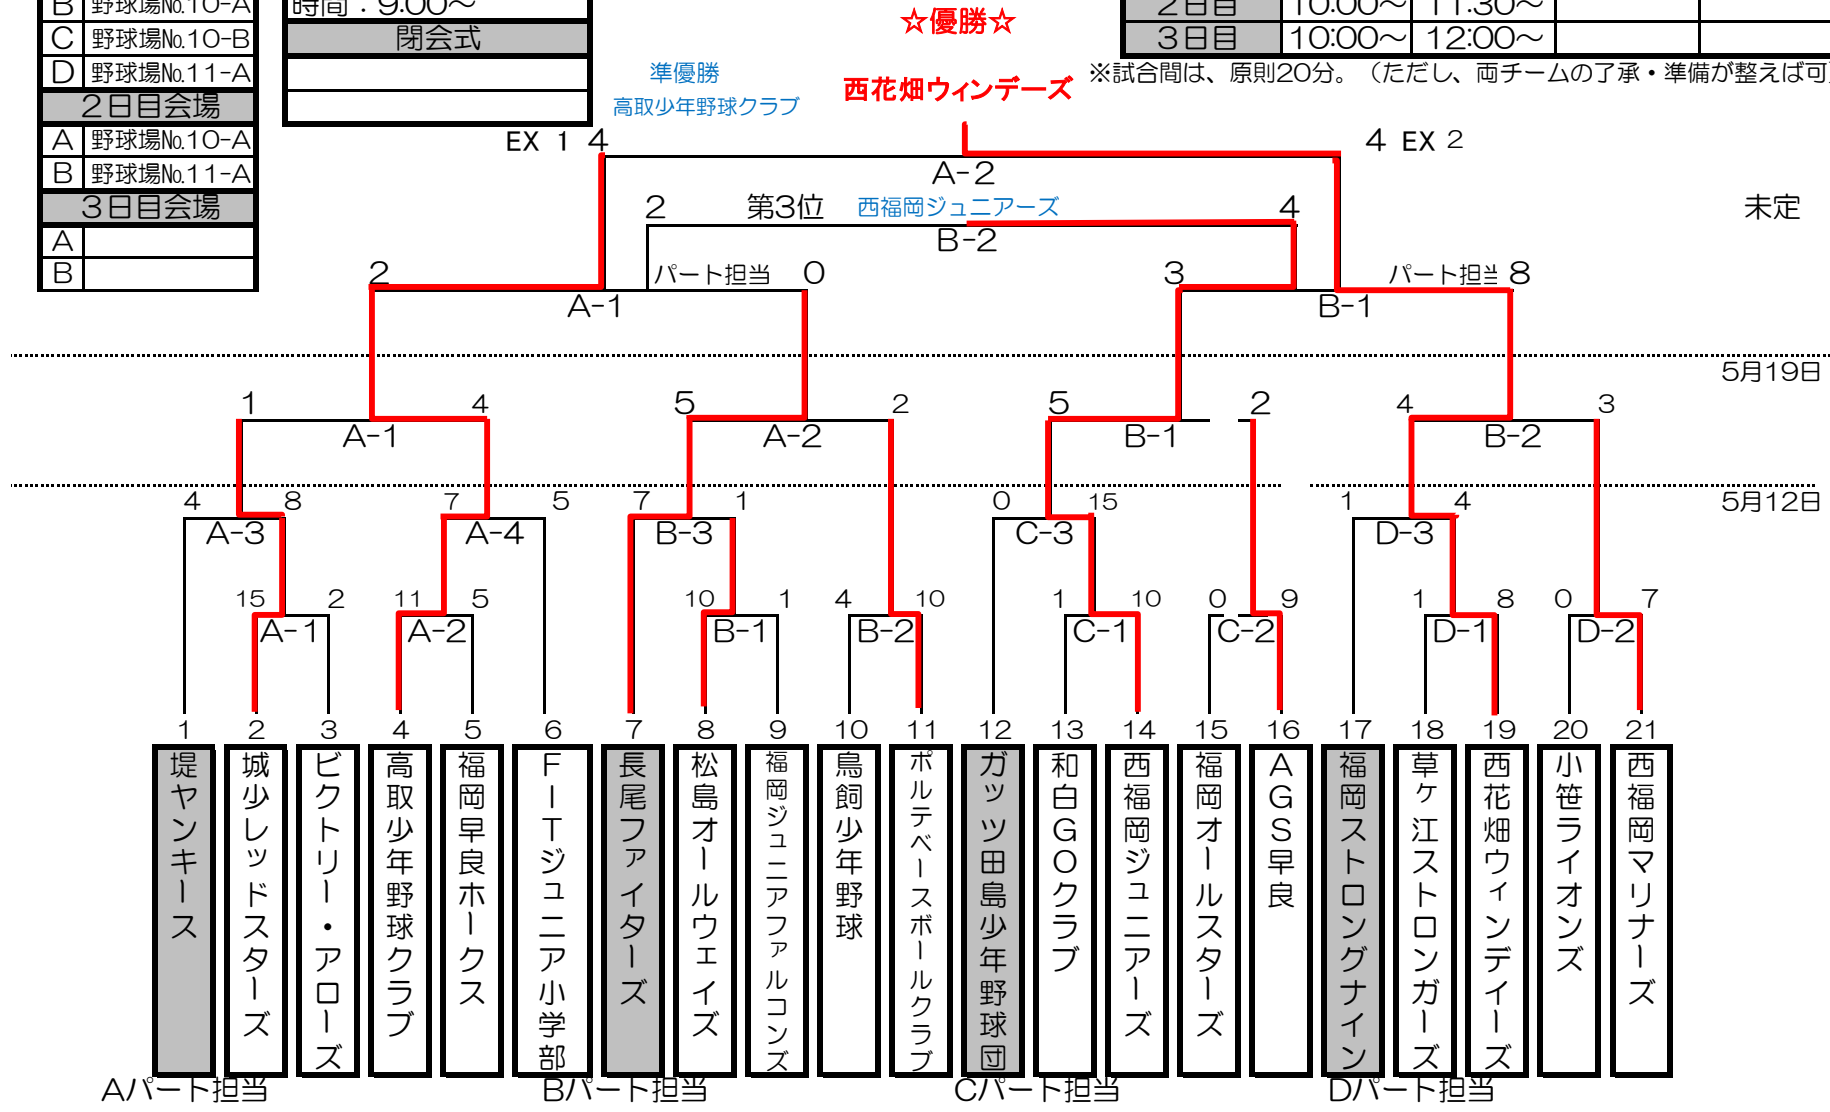 B 野球場№10-A
時間：9:00〜
☆優勝☆
2日目 10:00〜 11:30〜
C 野球場№10-B
閉会式
3日目 10:00〜 12:00〜
D 野球場№11-A
準優勝
※試合間は、原則20分。（ただし、両チームの了承・準備が整えば可
2日目会場
高取少年野球クラブ
西花畑ウィンデーズ
A 野球場№10-A
EX 1 4
4 EX 2
B 野球場№11-A
A-2
3日目会場
2 第3位 西福岡ジュニアーズ 4
未定
A
B-2
B
2 パート担当 0 3 パート担当 8
A-1 B-1
5月19日
1 4 5 2 5 2 4 3
A-1 A-2 B-1 B-2
4 8 7 5 7 1 0 15 1 4
5月12日
A-3 A-4 B-3 C-3 D-3
15 2 11 5 10 1 4 10 1 10 0 9 1 8 0 7
A-1 A-2 B-1 B-2 C-1 C-2 D-1 D-2
1 2 3 4 5 6 7 8 9 10 11 12 13 14 15 16 17 18 19 20 21
堤ヤンキース
城少レッドスターズ
ビクトリー・アローズ
高取少年野球クラブ
福岡早良ホークス
FITジュニア小学部
長尾ファイターズ
松島オールウェイズ
福岡ジュニアファルコンズ
鳥飼少年野球
ボルテベースボールクラブ
ガッツ田島少年野球団
和白GOクラブ
西福岡ジュニアーズ
福岡オールスターズ
AGS早良
福岡ストロングナイン
草ヶ江ストロンガーズ
西花畑ウィンデイーズ
小笹ライオンズ
西福岡マリナーズ
Aパート担当 Bパート担当 Cパート担当 Dパート担当